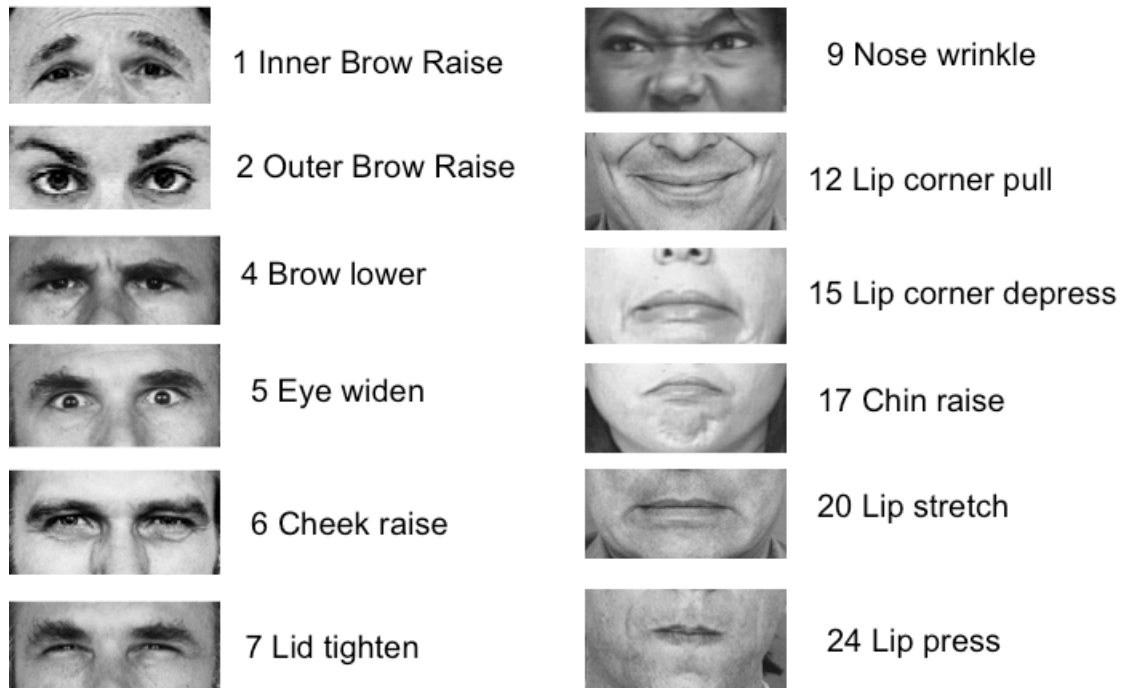 1 Inner Brow Raise
2 Outer Brow Raise
4 Brow lower
5 Eye widen
6 Cheek raise
7 Lid tighten
9 Nose wrinkle
12 Lip corner pull
15 Lip corner depress
17 Chin raise
20 Lip stretch
24 Lip press